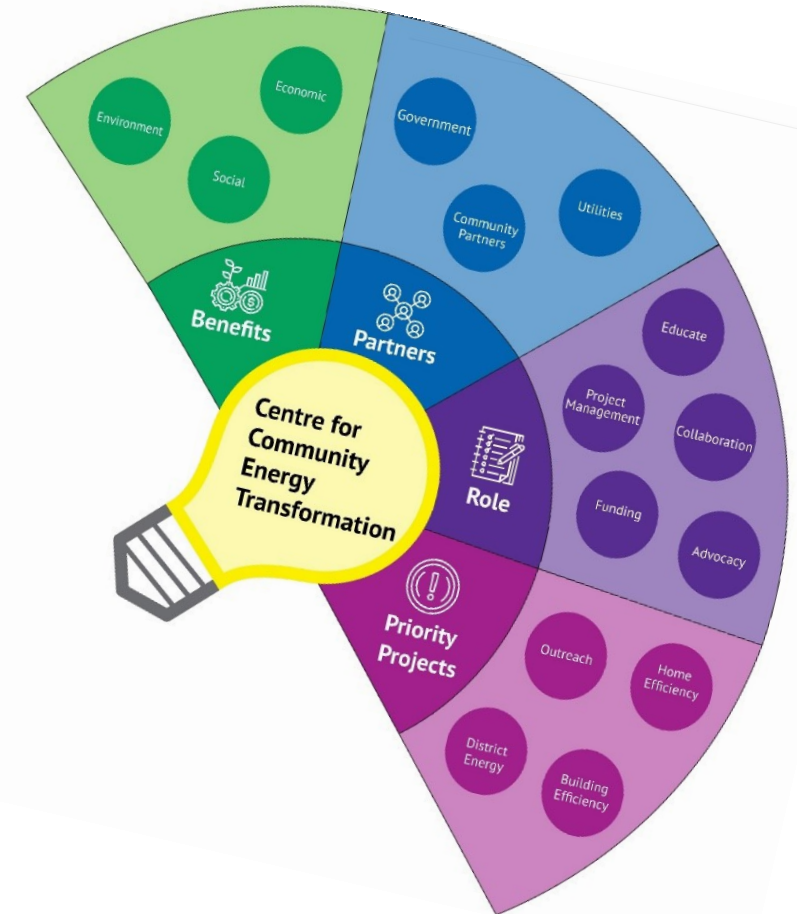 Centre for
Community
Energy
Transformation
Benefits
Environment
Economic
Social
Partners
Government
Community
Partners
Utilities
Role
Educate
Project
Management
Collaboration
Funding
Advocacy
Priority
Projects
Outreach
Home
Efficiency
District
Energy
Building
Efficiency